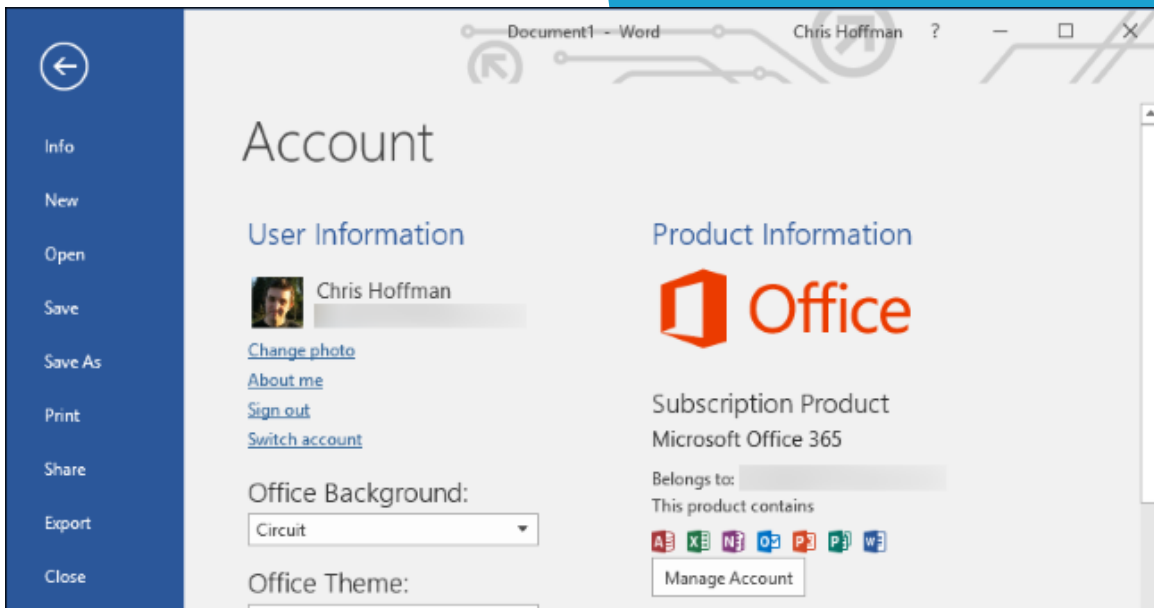 Document1 - Word Chris Hoffman ?
Info
New
Open
Save
Save As
Print
Share
Export
Close
Account
User Information
Chris Hoffman
Change photo
About me
Sign out
Switch account
Office Background:
Circuit
Office Theme:
Product Information
Office
Subscription Product
Microsoft Office 365
Belongs to:
This product contains
A X N O P P W
Manage Account